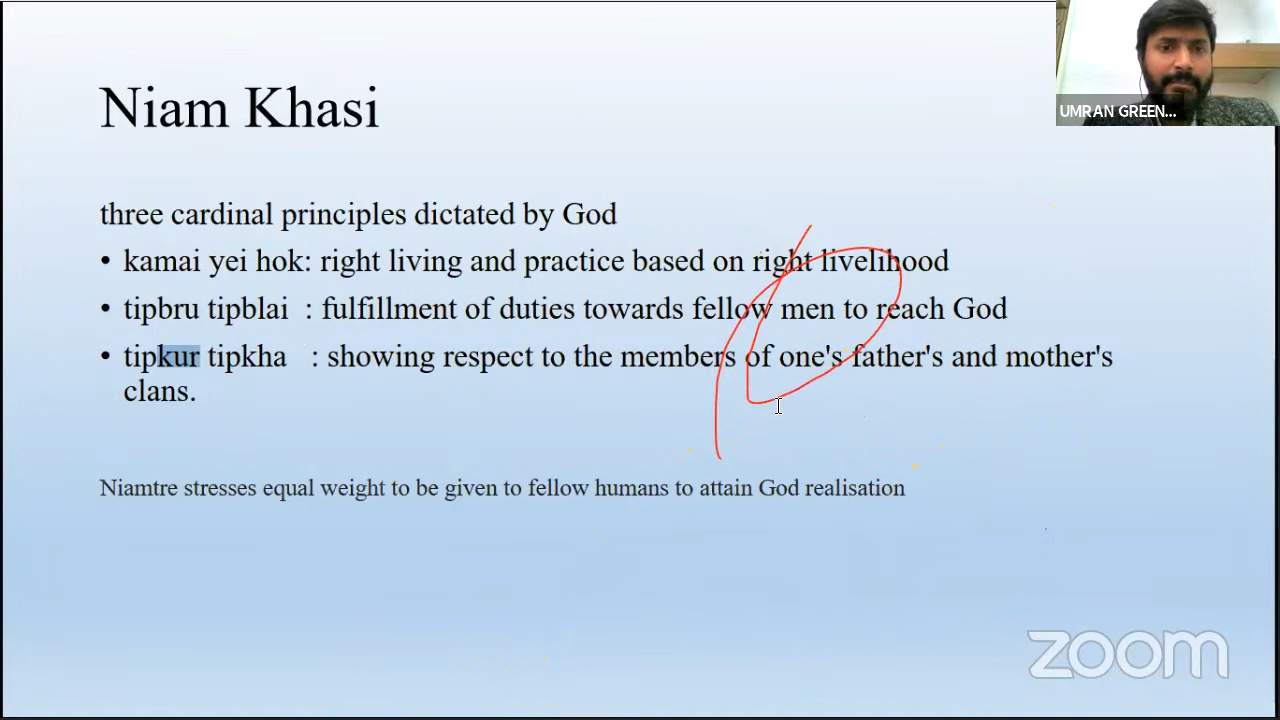 UMRAN GREEN...
Niam Khasi
three cardinal principles dictated by God
• kamai yei hok: right living and practice based on right livelihood
• tipbru tipblai : fulfillment of duties towards fellow men to reach God
• tipkur tipkha : showing respect to the members of one's father's and mother's
clans.
Niamtre stresses equal weight to be given to fellow humans to attain God realisation
zoom